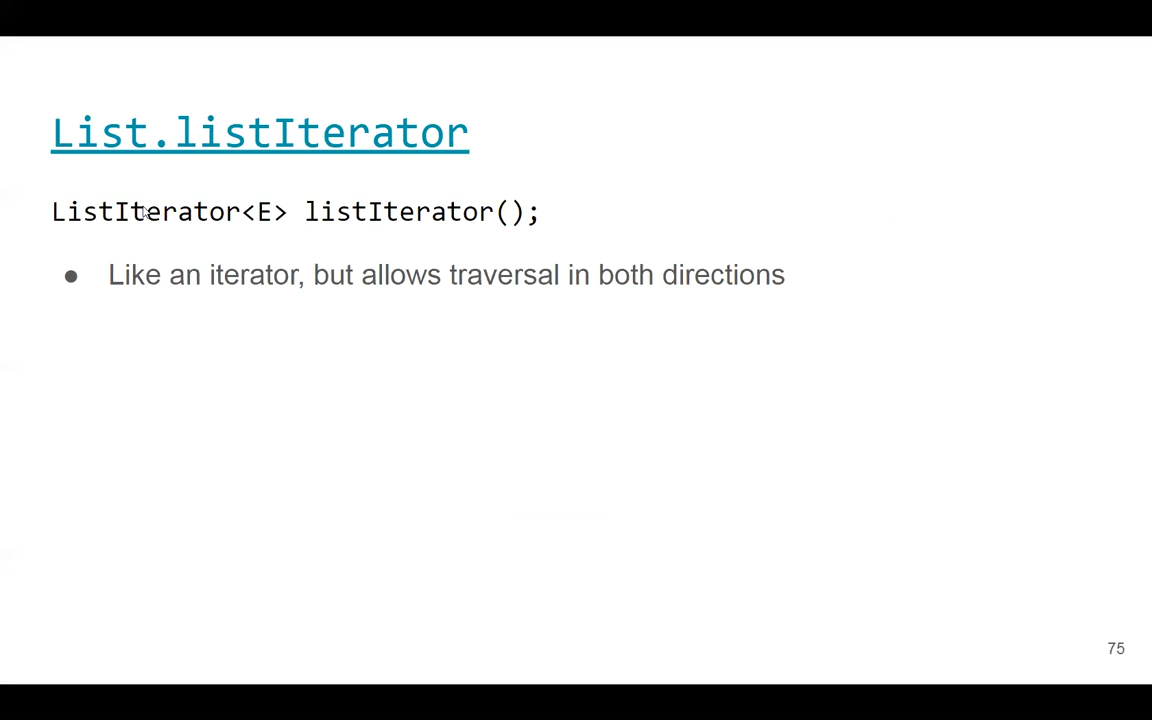 List.listIterator
ListIterator<E> listIterator();
● Like an iterator, but allows traversal in both directions
75